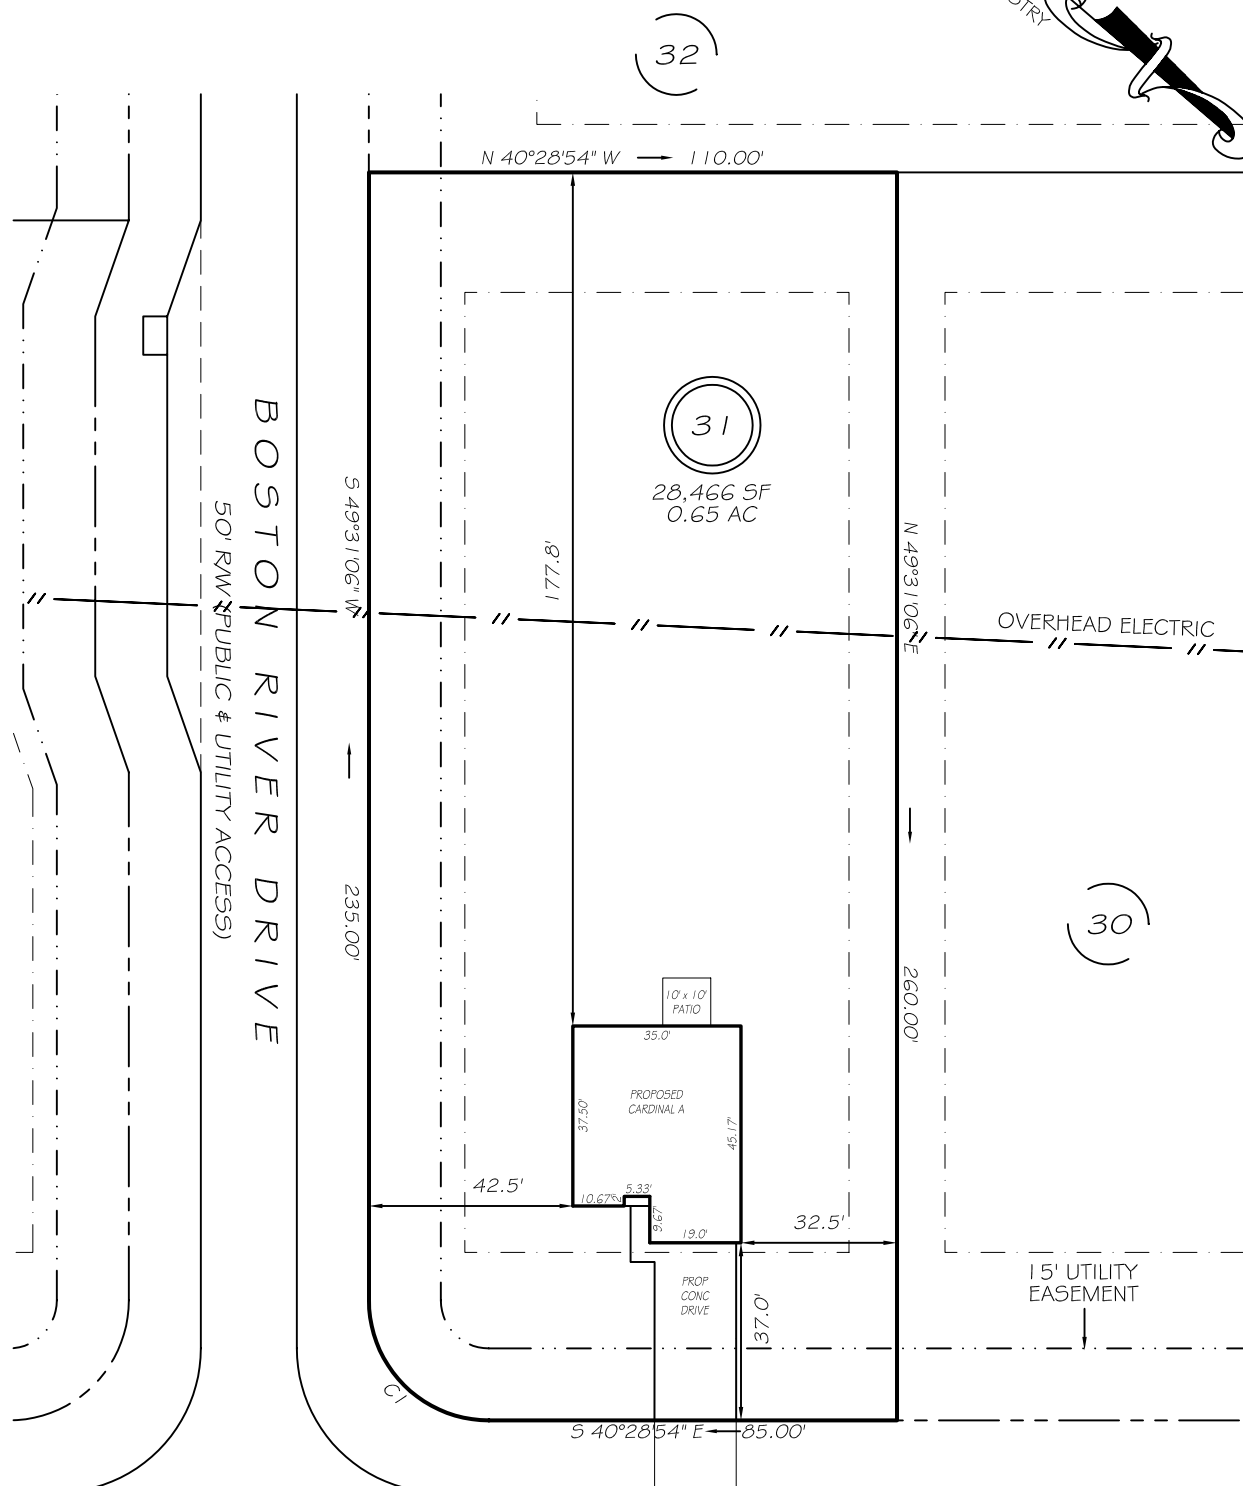 32
N 40°28'54" W 110.00'
31
28,466 SF
0.65 AC
177.8'
S 49°31'06" W
235.00'
N 49°31'06" E
260.00'
BOSTON RIVER DRIVE
50' R/W (PUBLIC & UTILITY ACCESS)
OVERHEAD ELECTRIC
30
10' x 10'
PATIO
35.0'
PROPOSED
CARDINAL A
37.50'
45.17'
42.5'
10.67'
2'
5.33'
9.67'
19.0'
32.5'
PROP
CONC
DRIVE
37.0'
15' UTILITY
EASEMENT
C1
S 40°28'54" E 85.00'